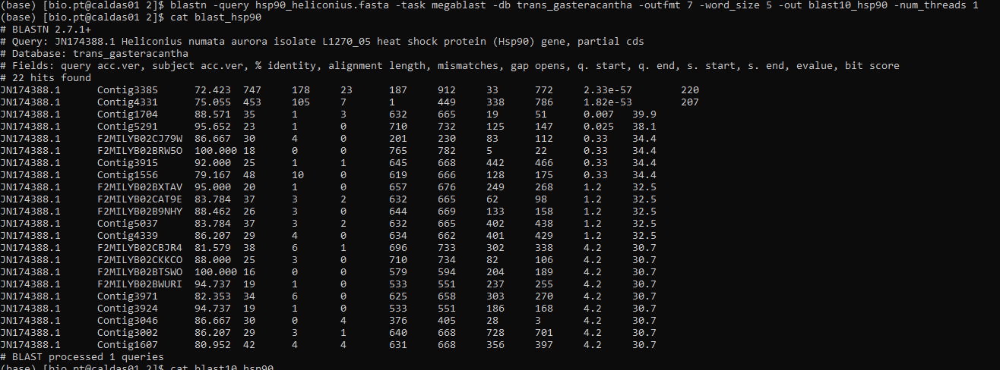 (base) [bio.pt@caldas01 2]$ blastn -query hsp90_heliconius.fasta -task megablast -db trans_gasteracantha -outfmt 7 -word_size 5 -out blast10_hsp90 -num_threads 1
(base) [bio.pt@caldas01 2]$ cat blast_hsp90
# BLASTN 2.7.1+
# Query: JN174388.1 Heliconius numata aurora isolate L1270_05 heat shock protein (Hsp90) gene, partial cds
# Database: trans_gasteracantha
# Fields: query acc.ver, subject acc.ver, % identity, alignment length, mismatches, gap opens, q. start, q. end, s. start, s. end, evalue, bit score
# 22 hits found
JN174388.1 Contig3385 72.423 747 178 23 187 912 33 772 2.33e-57 220
JN174388.1 Contig4331 75.055 453 105 7 1 449 338 786 1.82e-53 207
JN174388.1 Contig1704 88.571 35 1 3 632 665 19 51 0.007 39.9
JN174388.1 Contig5291 95.652 23 1 0 710 732 125 147 0.025 38.1
JN174388.1 F2MILYB02CJ79W 86.667 30 4 0 201 230 83 112 0.33 34.4
JN174388.1 F2MILYB02BRW5O 100.000 18 0 0 765 782 5 22 0.33 34.4
JN174388.1 Contig3915 92.000 25 1 1 645 668 442 466 0.33 34.4
JN174388.1 Contig1556 79.167 48 10 0 619 666 128 175 0.33 34.4
JN174388.1 F2MILYB02BXTAV 95.000 20 1 0 657 676 249 268 1.2 32.5
JN174388.1 F2MILYB02CAT9E 83.784 37 3 2 632 665 62 98 1.2 32.5
JN174388.1 F2MILYB02B9NHY 88.462 26 3 0 644 669 133 158 1.2 32.5
JN174388.1 Contig5037 83.784 37 3 2 632 665 402 438 1.2 32.5
JN174388.1 Contig4339 86.207 29 4 0 634 662 401 429 1.2 32.5
JN174388.1 F2MILYB02CBJR4 81.579 38 6 1 696 733 302 338 4.2 30.7
JN174388.1 F2MILYB02CKKCO 88.000 25 3 0 710 734 82 106 4.2 30.7
JN174388.1 F2MILYB02BTSWO 100.000 16 0 0 579 594 204 189 4.2 30.7
JN174388.1 F2MILYB02BWURI 94.737 19 1 0 533 551 237 255 4.2 30.7
JN174388.1 Contig3971 82.353 34 6 0 625 658 303 270 4.2 30.7
JN174388.1 Contig3924 94.737 19 1 0 533 551 186 168 4.2 30.7
JN174388.1 Contig3046 86.667 30 0 4 376 405 28 3 4.2 30.7
JN174388.1 Contig3002 86.207 29 3 1 640 668 728 701 4.2 30.7
JN174388.1 Contig1607 80.952 42 4 4 631 668 356 397 4.2 30.7
# BLAST processed 1 queries
(base) [bio.pt@caldas01 2]$ cat blast10_hsp90